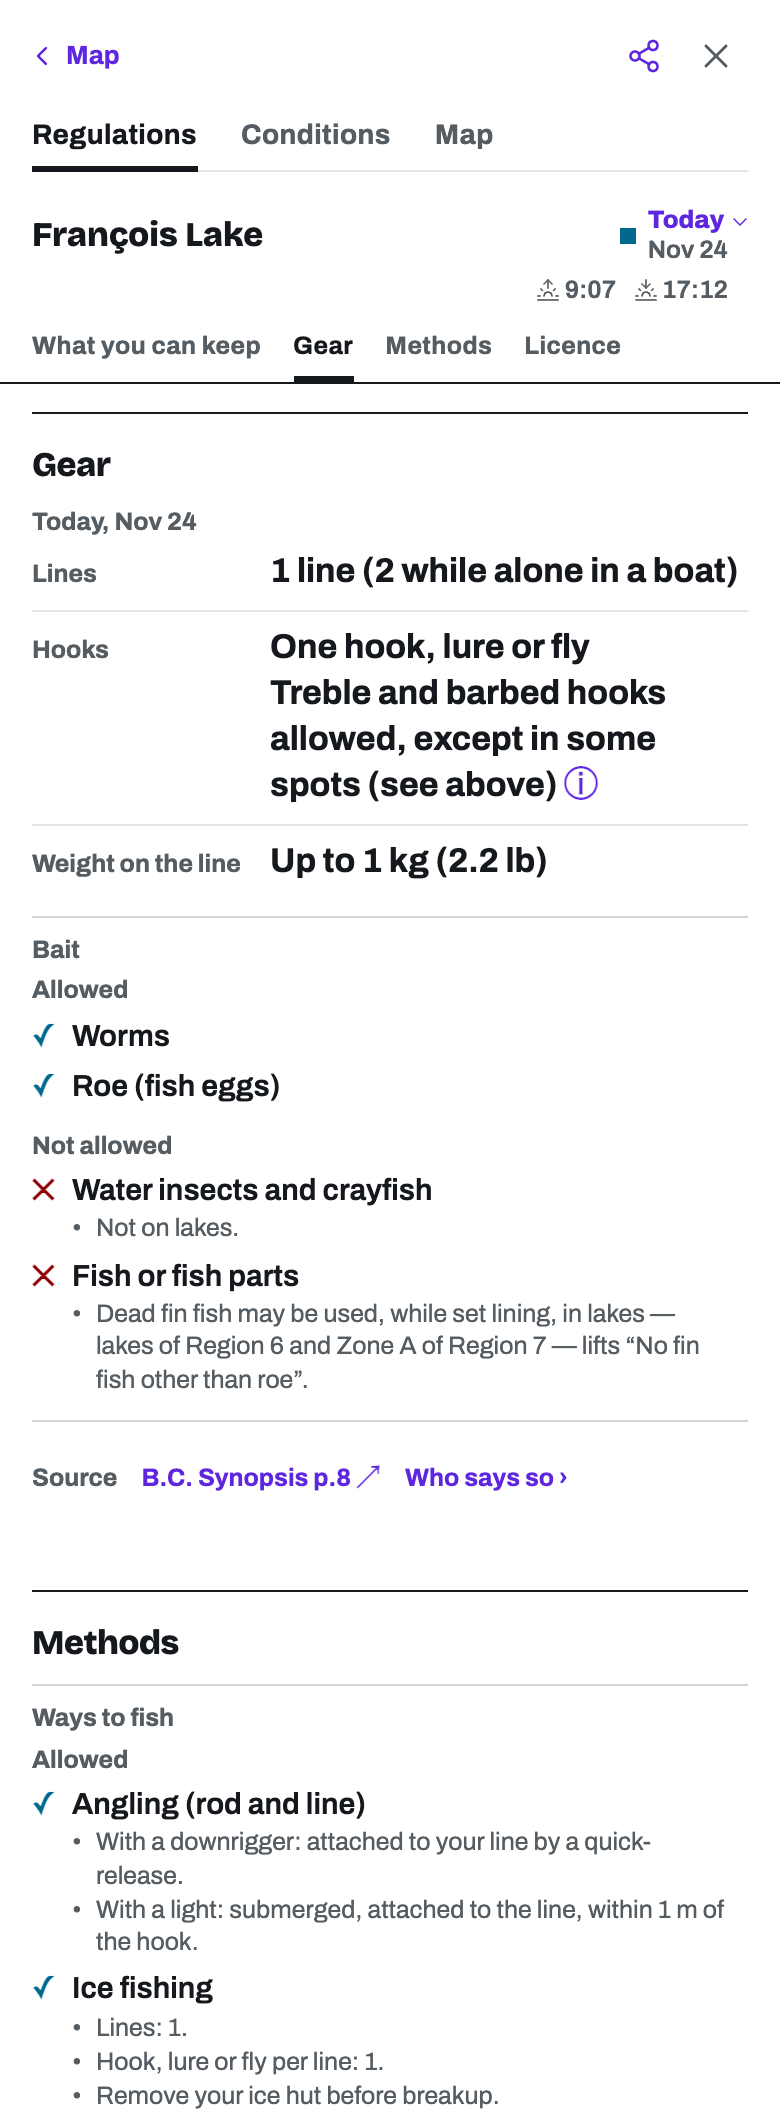 Map
Regulations Conditions Map
François Lake
Today
Nov 24
9:07 17:12
What you can keep Gear Methods Licence
Gear
Today, Nov 24
Lines 1 line (2 while alone in a boat)
Hooks One hook, lure or fly
Treble and barbed hooks
allowed, except in some
spots (see above) ⓘ
Weight on the line Up to 1 kg (2.2 lb)
Bait
Allowed
✓ Worms
✓ Roe (fish eggs)
Not allowed
✕ Water insects and crayfish
• Not on lakes.
✕ Fish or fish parts
• Dead fin fish may be used, while set lining, in lakes —
lakes of Region 6 and Zone A of Region 7 — lifts “No fin
fish other than roe”.
Source B.C. Synopsis p.8 ↗ Who says so ›
Methods
Ways to fish
Allowed
✓ Angling (rod and line)
• With a downrigger: attached to your line by a quick-
release.
• With a light: submerged, attached to the line, within 1 m of
the hook.
✓ Ice fishing
• Lines: 1.
• Hook, lure or fly per line: 1.
• Remove your ice hut before breakup.